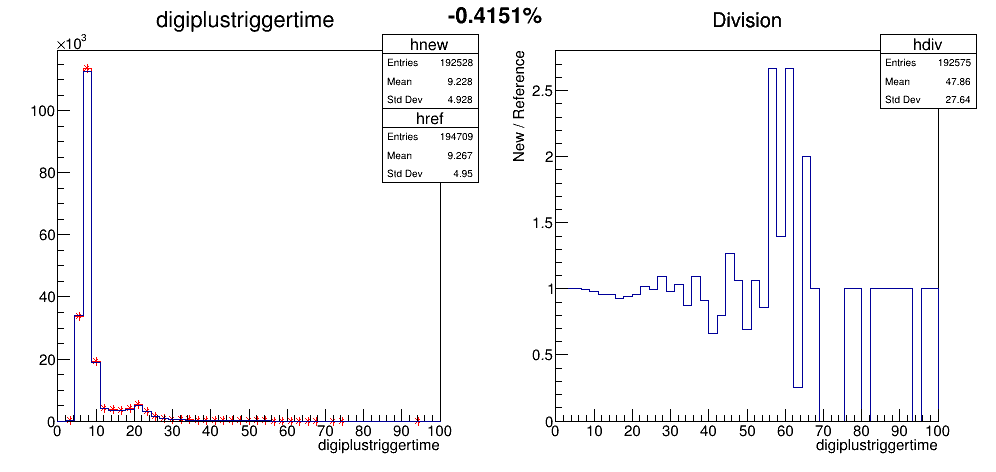 digiplustriggertime
-0.4151%
Division
×10³
100
80
60
40
20
0
0 10 20 30 40 50 60 70 80 90 100
digiplustriggertime
hnew
Entries 192528
Mean 9.228
Std Dev 4.928
href
Entries 194709
Mean 9.267
Std Dev 4.95
New / Reference
2.5
2
1.5
1
0.5
0
0 10 20 30 40 50 60 70 80 90 100
digiplustriggertime
hdiv
Entries 192575
Mean 47.86
Std Dev 27.64